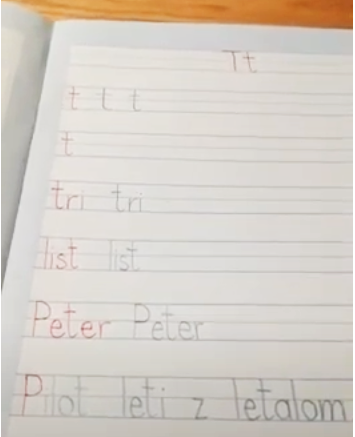 Tt
t t t
t
tri tri
list list
Peter Peter
Pilot leti z letalom